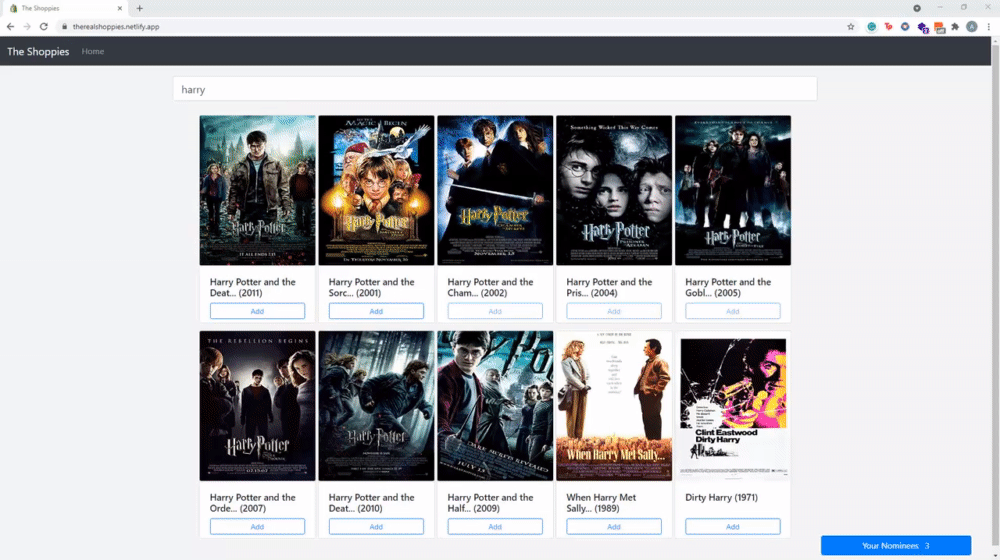 The Shoppies
therealshoppies.netlify.app
The Shoppies Home
harry
MAGIC BEGINS
Something Wicked This Way Comes
Harry Potter
IT ALL ENDS 7.15
Harry Potter
Harry Potter
Harry Potter
Harry Potter
Harry Potter and the Deat... (2011)
Harry Potter and the Sorc... (2001)
Harry Potter and the Cham... (2002)
Harry Potter and the Pris... (2004)
Harry Potter and the Gobl... (2005)
Add
Add
Add
Add
Add
THE REBELLION BEGINS
Harry Potter
Harry Potter
JULY 15
When Harry Met Sally...
Clint Eastwood
Dirty Harry
Harry Potter and the Orde... (2007)
Harry Potter and the Deat... (2010)
Harry Potter and the Half... (2009)
When Harry Met Sally... (1989)
Dirty Harry (1971)
Add
Add
Add
Add
Add
Your Nominees 3